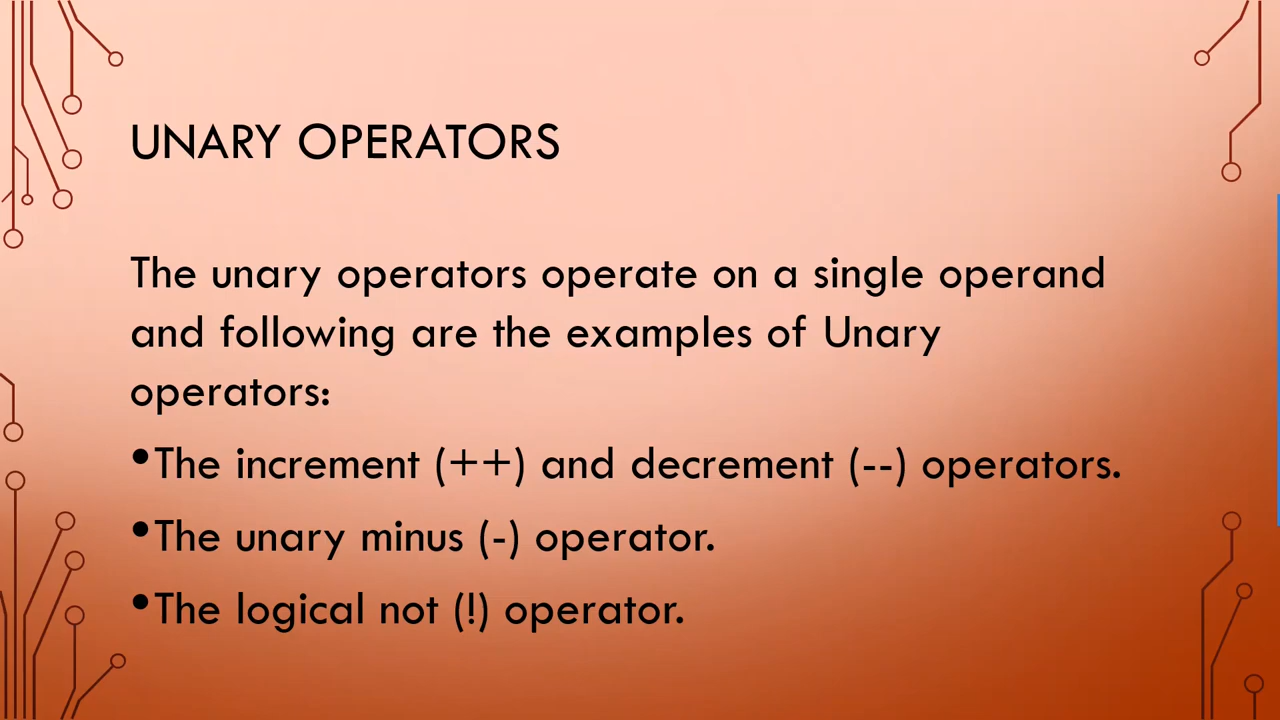 UNARY OPERATORS
The unary operators operate on a single operand
and following are the examples of Unary
operators:
•The increment (++) and decrement (--) operators.
•The unary minus (-) operator.
•The logical not (!) operator.